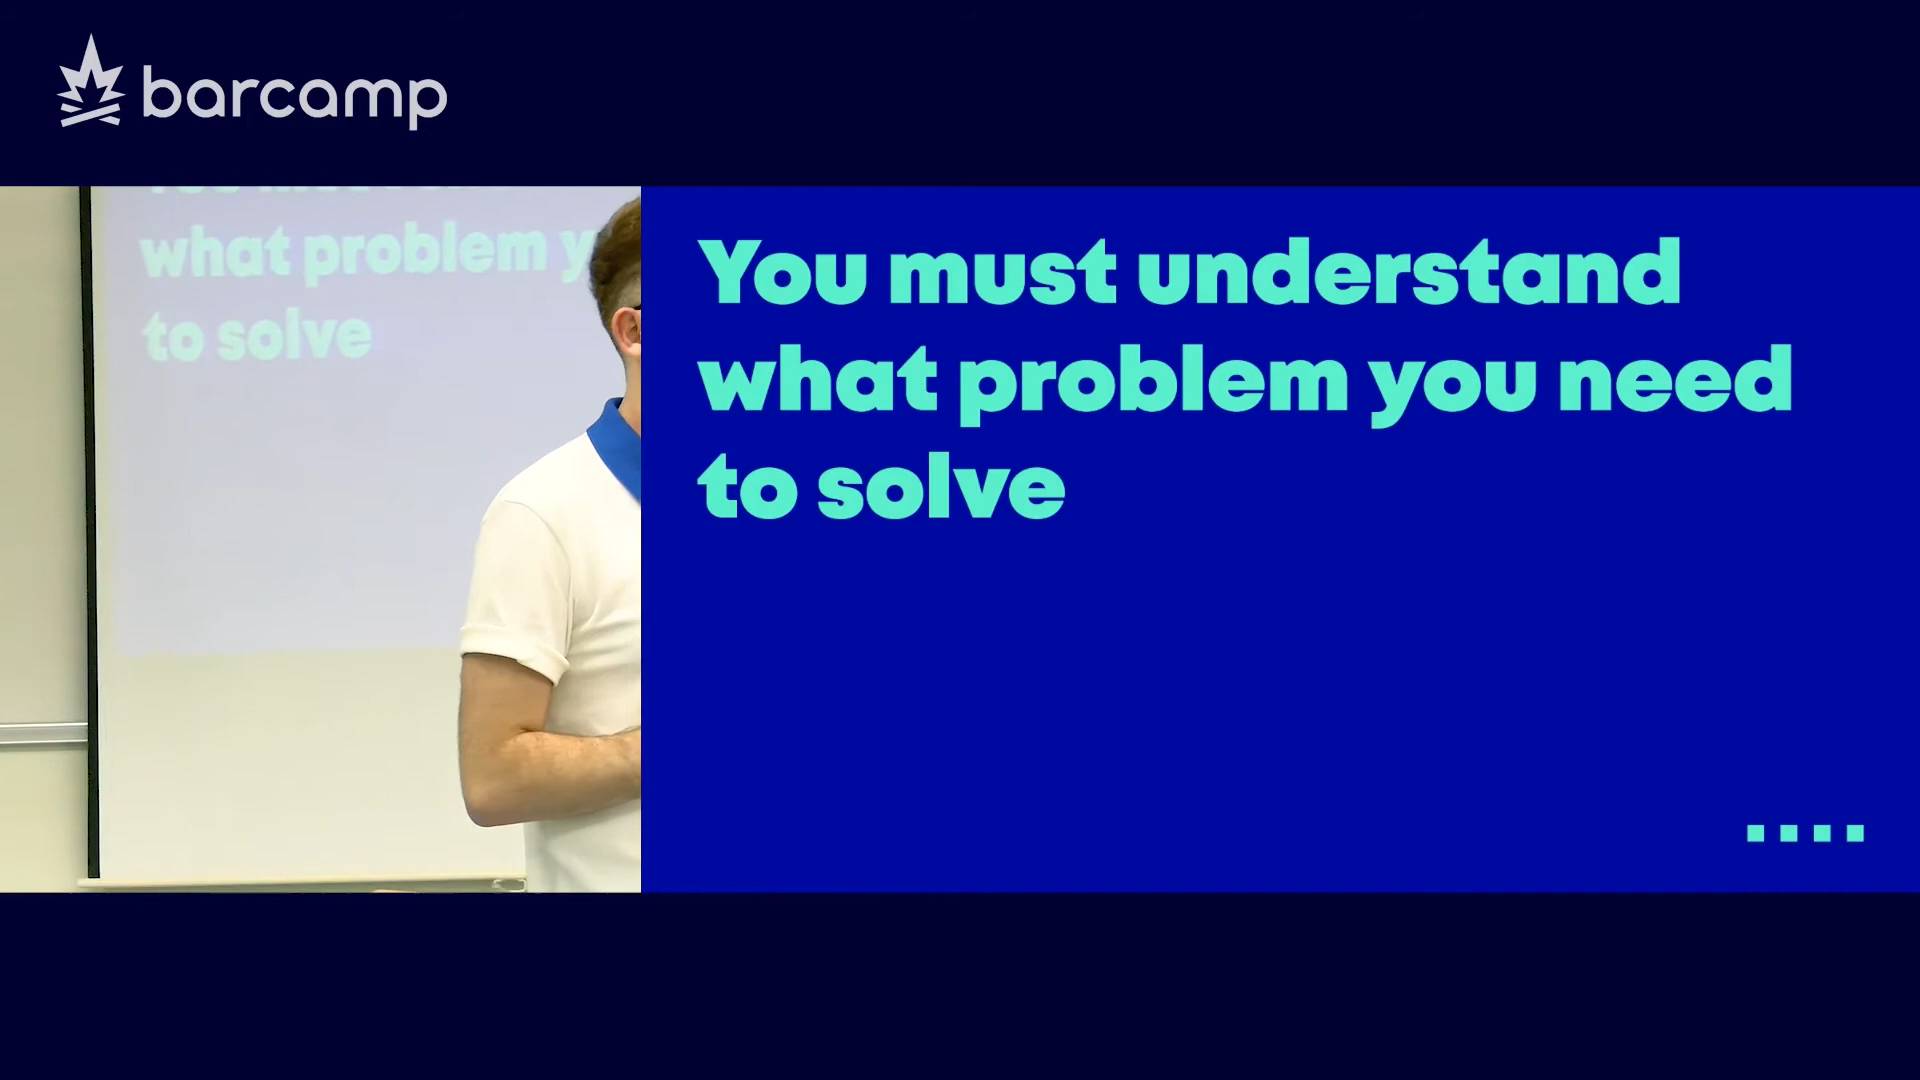 barcamp
what problem y
to solve
You must understand
what problem you need
to solve